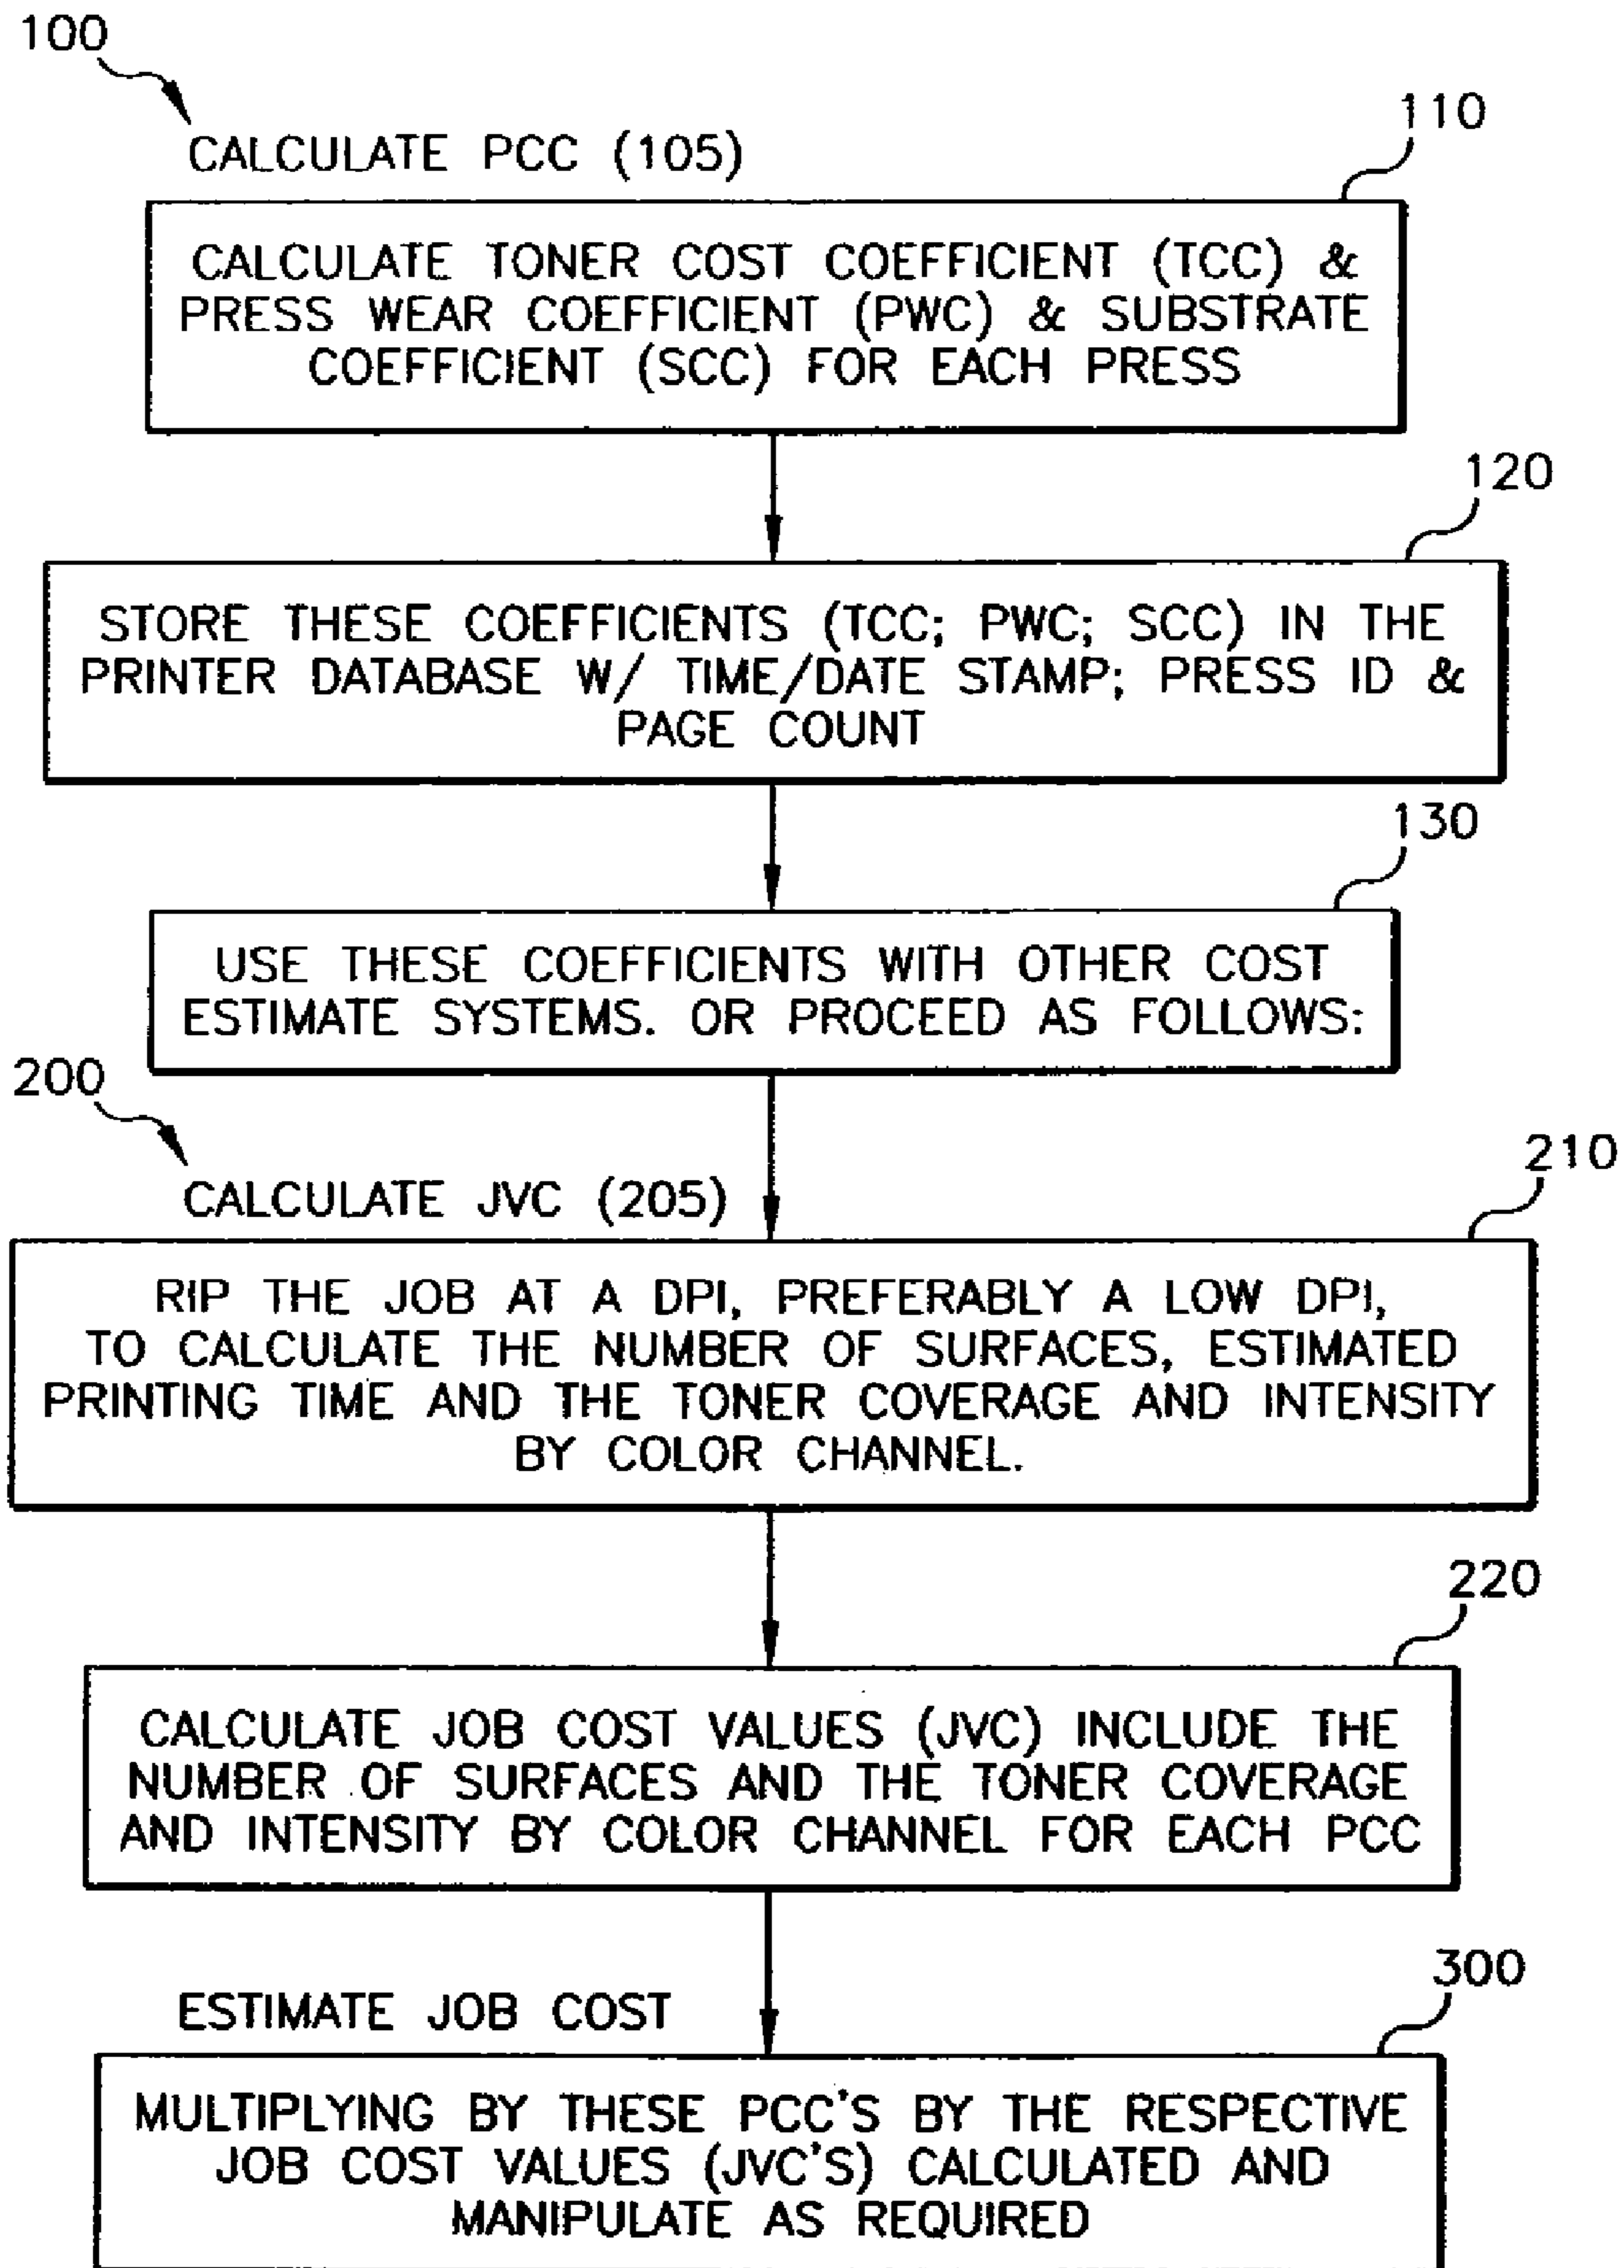 100
CALCULATE PCC (105)
110
CALCULATE TONER COST COEFFICIENT (TCC) &
PRESS WEAR COEFFICIENT (PWC) & SUBSTRATE
COEFFICIENT (SCC) FOR EACH PRESS
120
STORE THESE COEFFICIENTS (TCC; PWC; SCC) IN THE
PRINTER DATABASE W/ TIME/DATE STAMP; PRESS ID &
PAGE COUNT
130
USE THESE COEFFICIENTS WITH OTHER COST
ESTIMATE SYSTEMS. OR PROCEED AS FOLLOWS:
200
CALCULATE JVC (205)
210
RIP THE JOB AT A DPI, PREFERABLY A LOW DPI,
TO CALCULATE THE NUMBER OF SURFACES, ESTIMATED
PRINTING TIME AND THE TONER COVERAGE AND INTENSITY
BY COLOR CHANNEL.
220
CALCULATE JOB COST VALUES (JVC) INCLUDE THE
NUMBER OF SURFACES AND THE TONER COVERAGE
AND INTENSITY BY COLOR CHANNEL FOR EACH PCC
300
ESTIMATE JOB COST
MULTIPLYING BY THESE PCC'S BY THE RESPECTIVE
JOB COST VALUES (JVC'S) CALCULATED AND
MANIPULATE AS REQUIRED